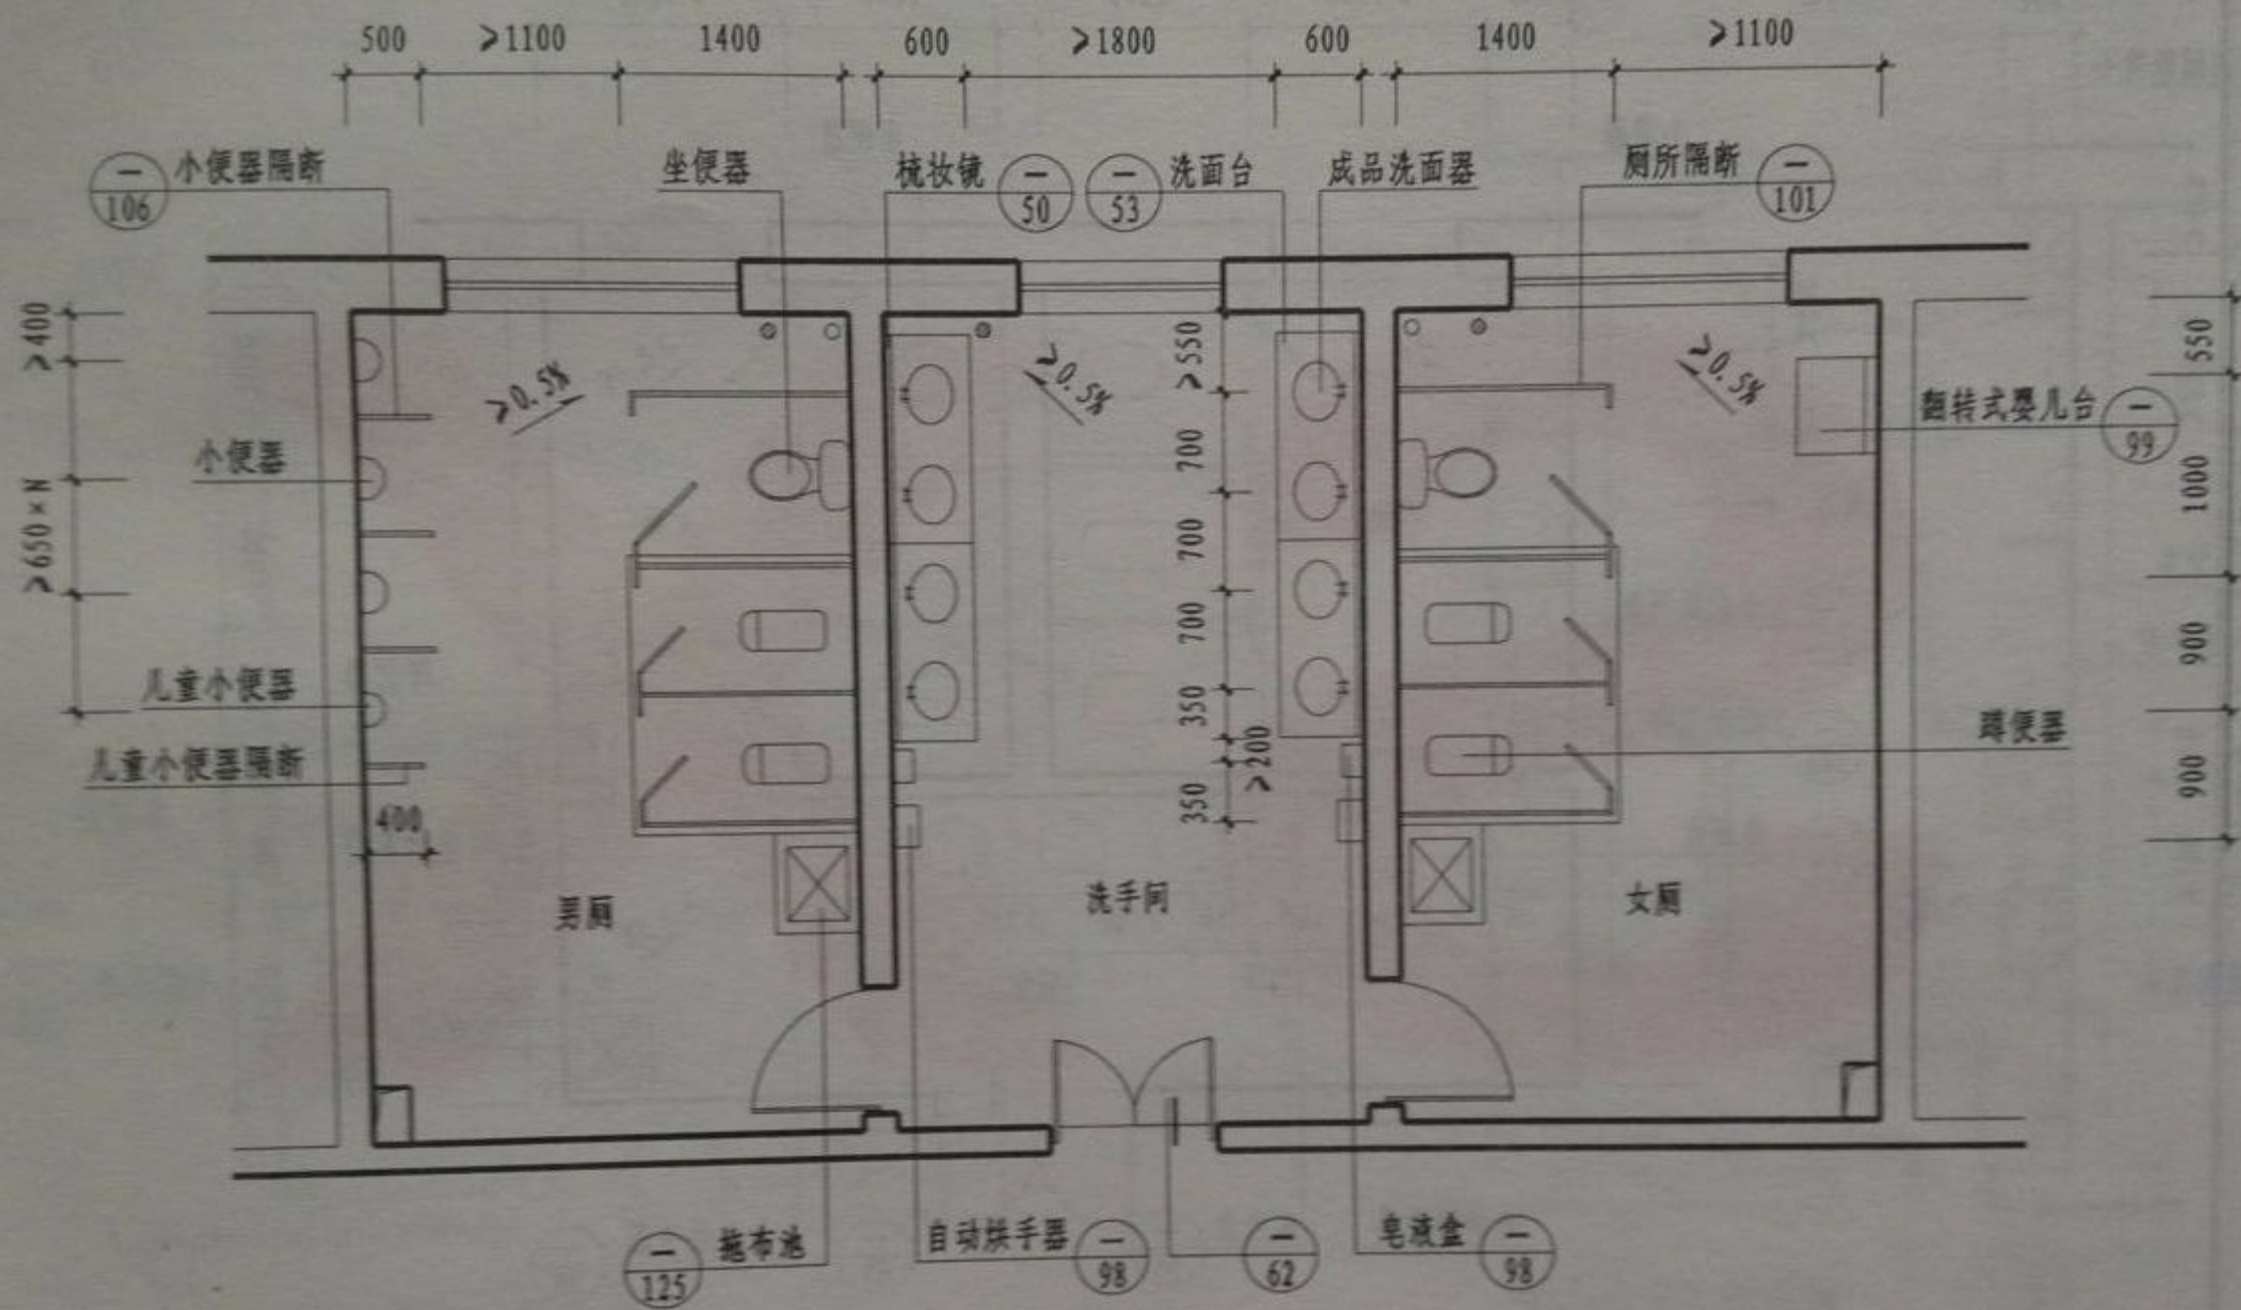 500 ≥1100 1400 600 ≥1800 600 1400 ≥1100
小便器隔断
—
106
坐便器
梳妆镜
—
50
—
53
洗面台
成品洗面器
厕所隔断
—
101
≥400
≥650×N
小便器
儿童小便器
儿童小便器隔断
400
≥0.5%
≥0.5%
≥0.5%
≥550
700
700
700
350
≥200
350
翻转式婴儿台
—
99
蹲便器
550
1000
900
900
男厕
洗手间
女厕
—
125
拖布池
自动烘手器
—
98
—
62
皂液盒
—
98